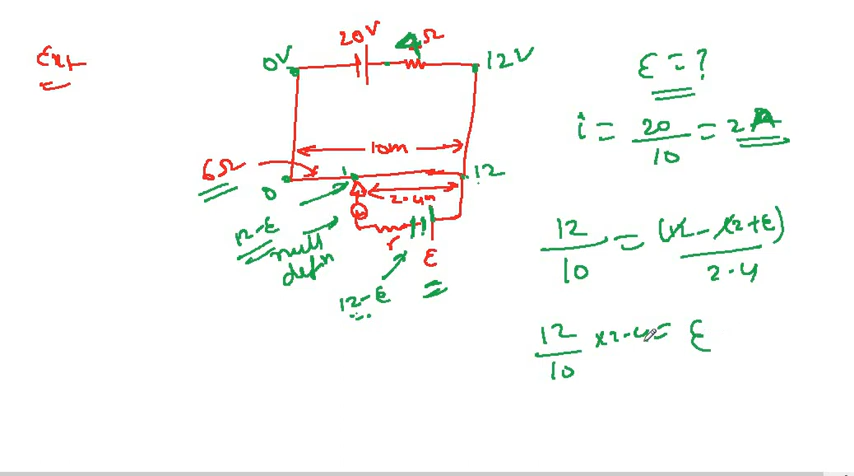 Ex+
20V
4Ω
0V
12V
ε = ?
i = 20/10 = 2A
10m
6Ω
0
12
2.4m
12-ε
null
defn
r
ε
12-ε
12/10 = (12 - 12 + ε)/2.4
12/10 × 2.4 = ε